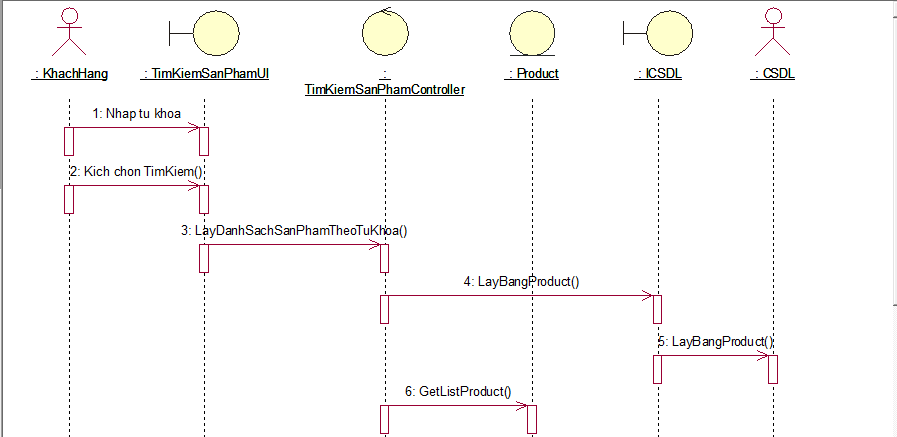 : KhachHang
: TimKiemSanPhamUI
:
TimKiemSanPhamController
: Product
: ICSDL
: CSDL
1: Nhap tu khoa
2: Kich chon TimKiem()
3: LayDanhSachSanPhamTheoTuKhoa()
4: LayBangProduct()
5: LayBangProduct()
6: GetListProduct()